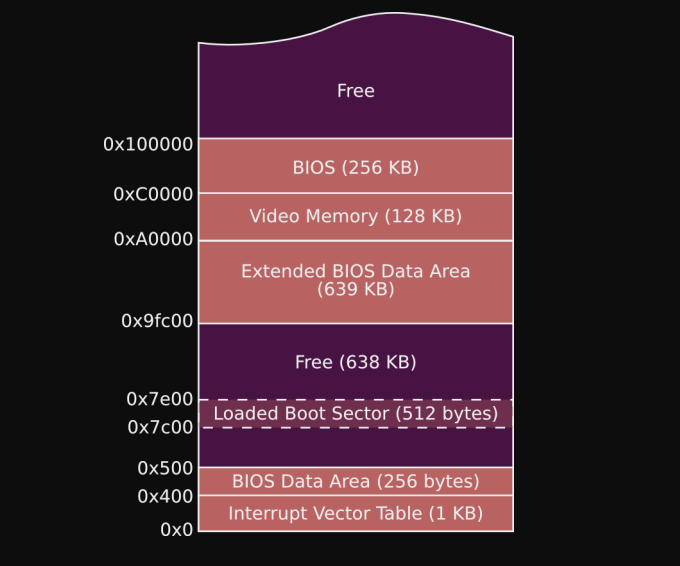 Free
0x100000
BIOS (256 KB)
0xC0000
Video Memory (128 KB)
0xA0000
Extended BIOS Data Area
(639 KB)
0x9fc00
Free (638 KB)
0x7e00
Loaded Boot Sector (512 bytes)
0x7c00
0x500
BIOS Data Area (256 bytes)
0x400
Interrupt Vector Table (1 KB)
0x0